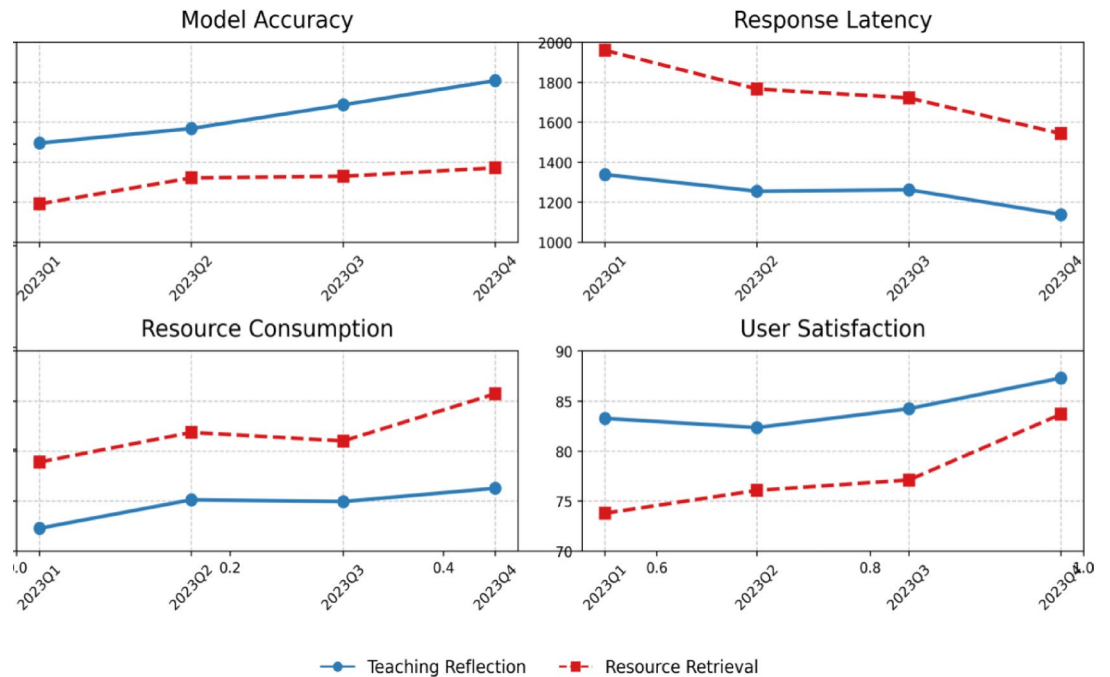 Model Accuracy
Response Latency
2000
1800
1600
1400
1200
1000
2023Q1
2023Q2
2023Q3
2023Q4
2023Q1
2023Q2
2023Q3
2023Q4
Resource Consumption
User Satisfaction
90
85
80
75
70
.0
0.2
0.4
0.6
0.8
1.0
2023Q1
2023Q2
2023Q3
2023Q4
2023Q1
2023Q2
2023Q3
2023Q4
Teaching Reflection
Resource Retrieval